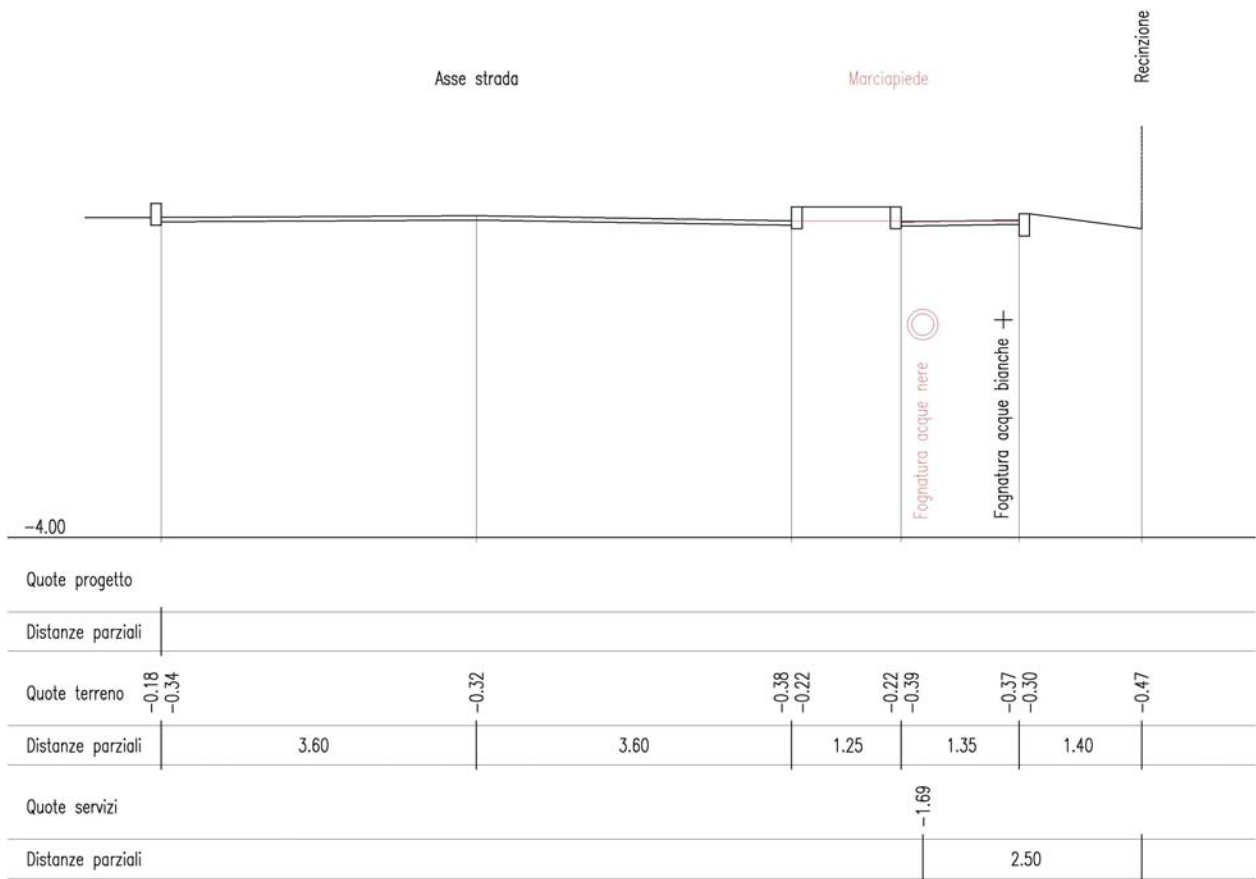 Recinzione
Asse strada
Marciapiede
Fognatura acque nere
Fognatura acque bianche
-4.00
Quote progetto
Distanze parziali
Quote terreno -0.18 -0.34 -0.32 -0.38 -0.22 -0.22 -0.39 -0.37 -0.30 -0.47
Distanze parziali 3.60 3.60 1.25 1.35 1.40
Quote servizi -1.69
Distanze parziali 2.50